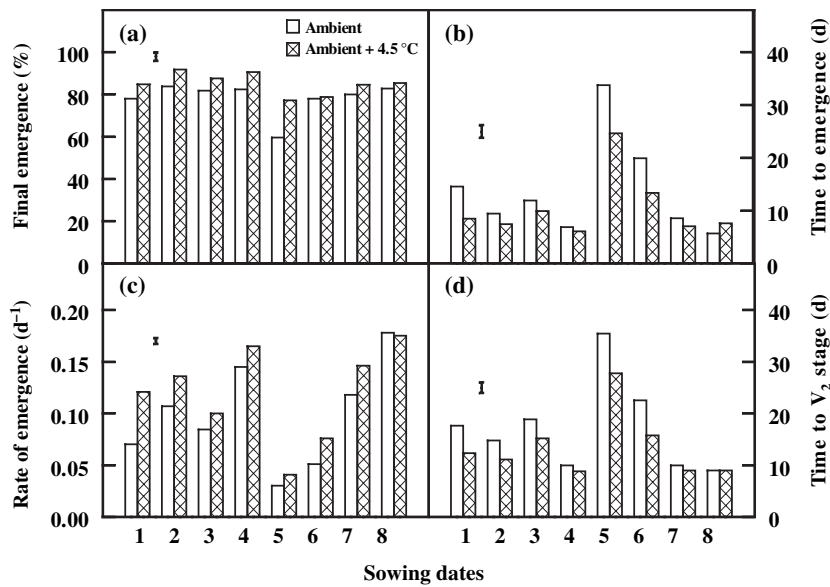 (a)
Ambient
Ambient + 4.5 °C
(b)
Final emergence (%)
100
80
60
40
20
0
Time to emergence (d)
40
30
20
10
0
(c)
(d)
Rate of emergence (d⁻¹)
0.20
0.15
0.10
0.05
0.00
Time to V₂ stage (d)
40
30
20
10
0
1 2 3 4 5 6 7 8
1 2 3 4 5 6 7 8
Sowing dates